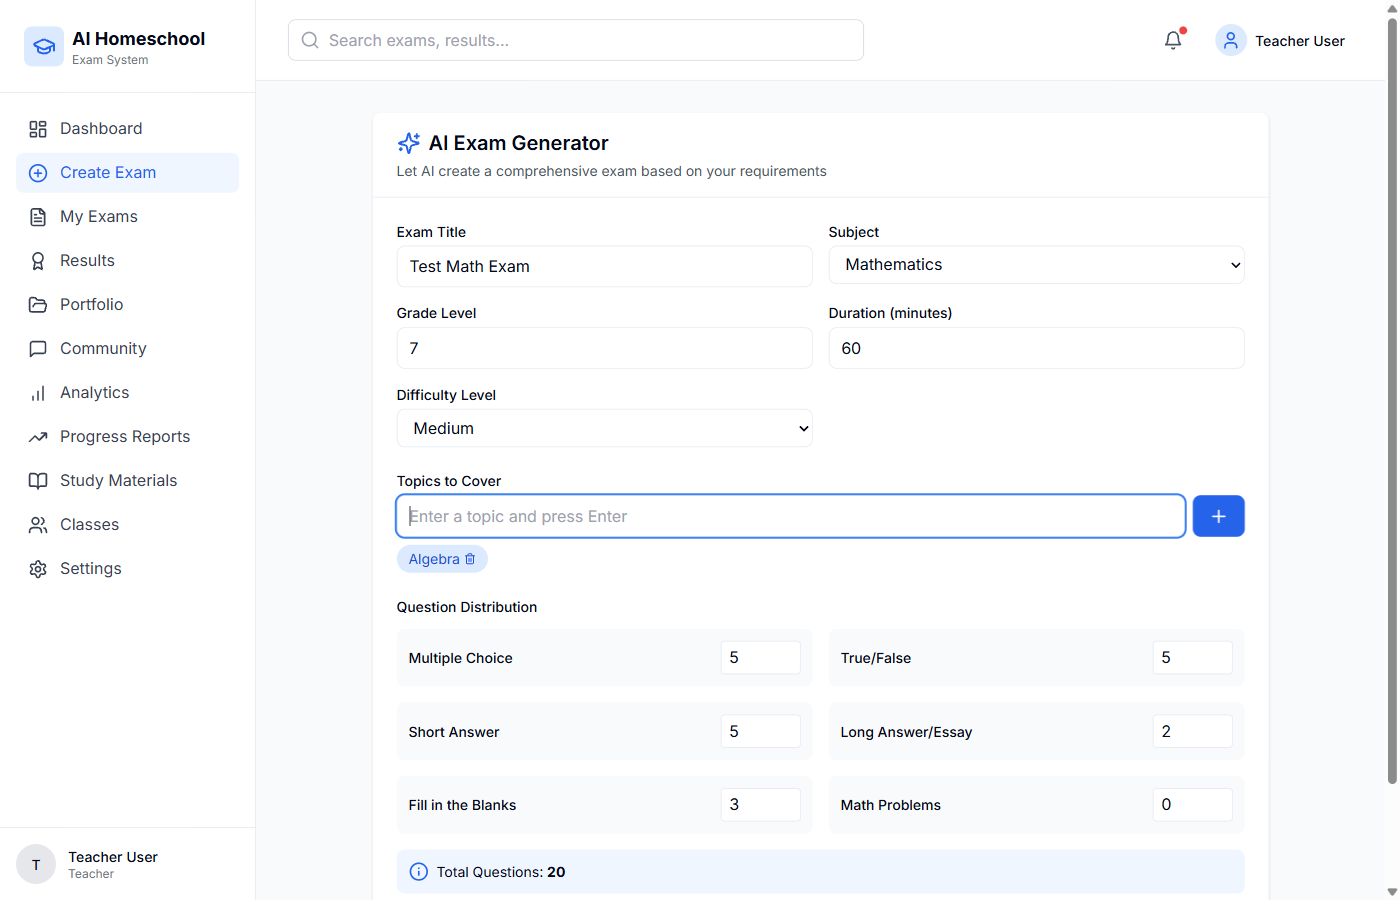 AI Homeschool
Exam System
Search exams, results...
Teacher User
Dashboard
Create Exam
My Exams
Results
Portfolio
Community
Analytics
Progress Reports
Study Materials
Classes
Settings
T
Teacher User
Teacher
AI Exam Generator
Let AI create a comprehensive exam based on your requirements
Exam Title
Test Math Exam
Subject
Mathematics
Grade Level
7
Duration (minutes)
60
Difficulty Level
Medium
Topics to Cover
Enter a topic and press Enter
Algebra
Question Distribution
Multiple Choice 5
True/False 5
Short Answer 5
Long Answer/Essay 2
Fill in the Blanks 3
Math Problems 0
Total Questions: 20